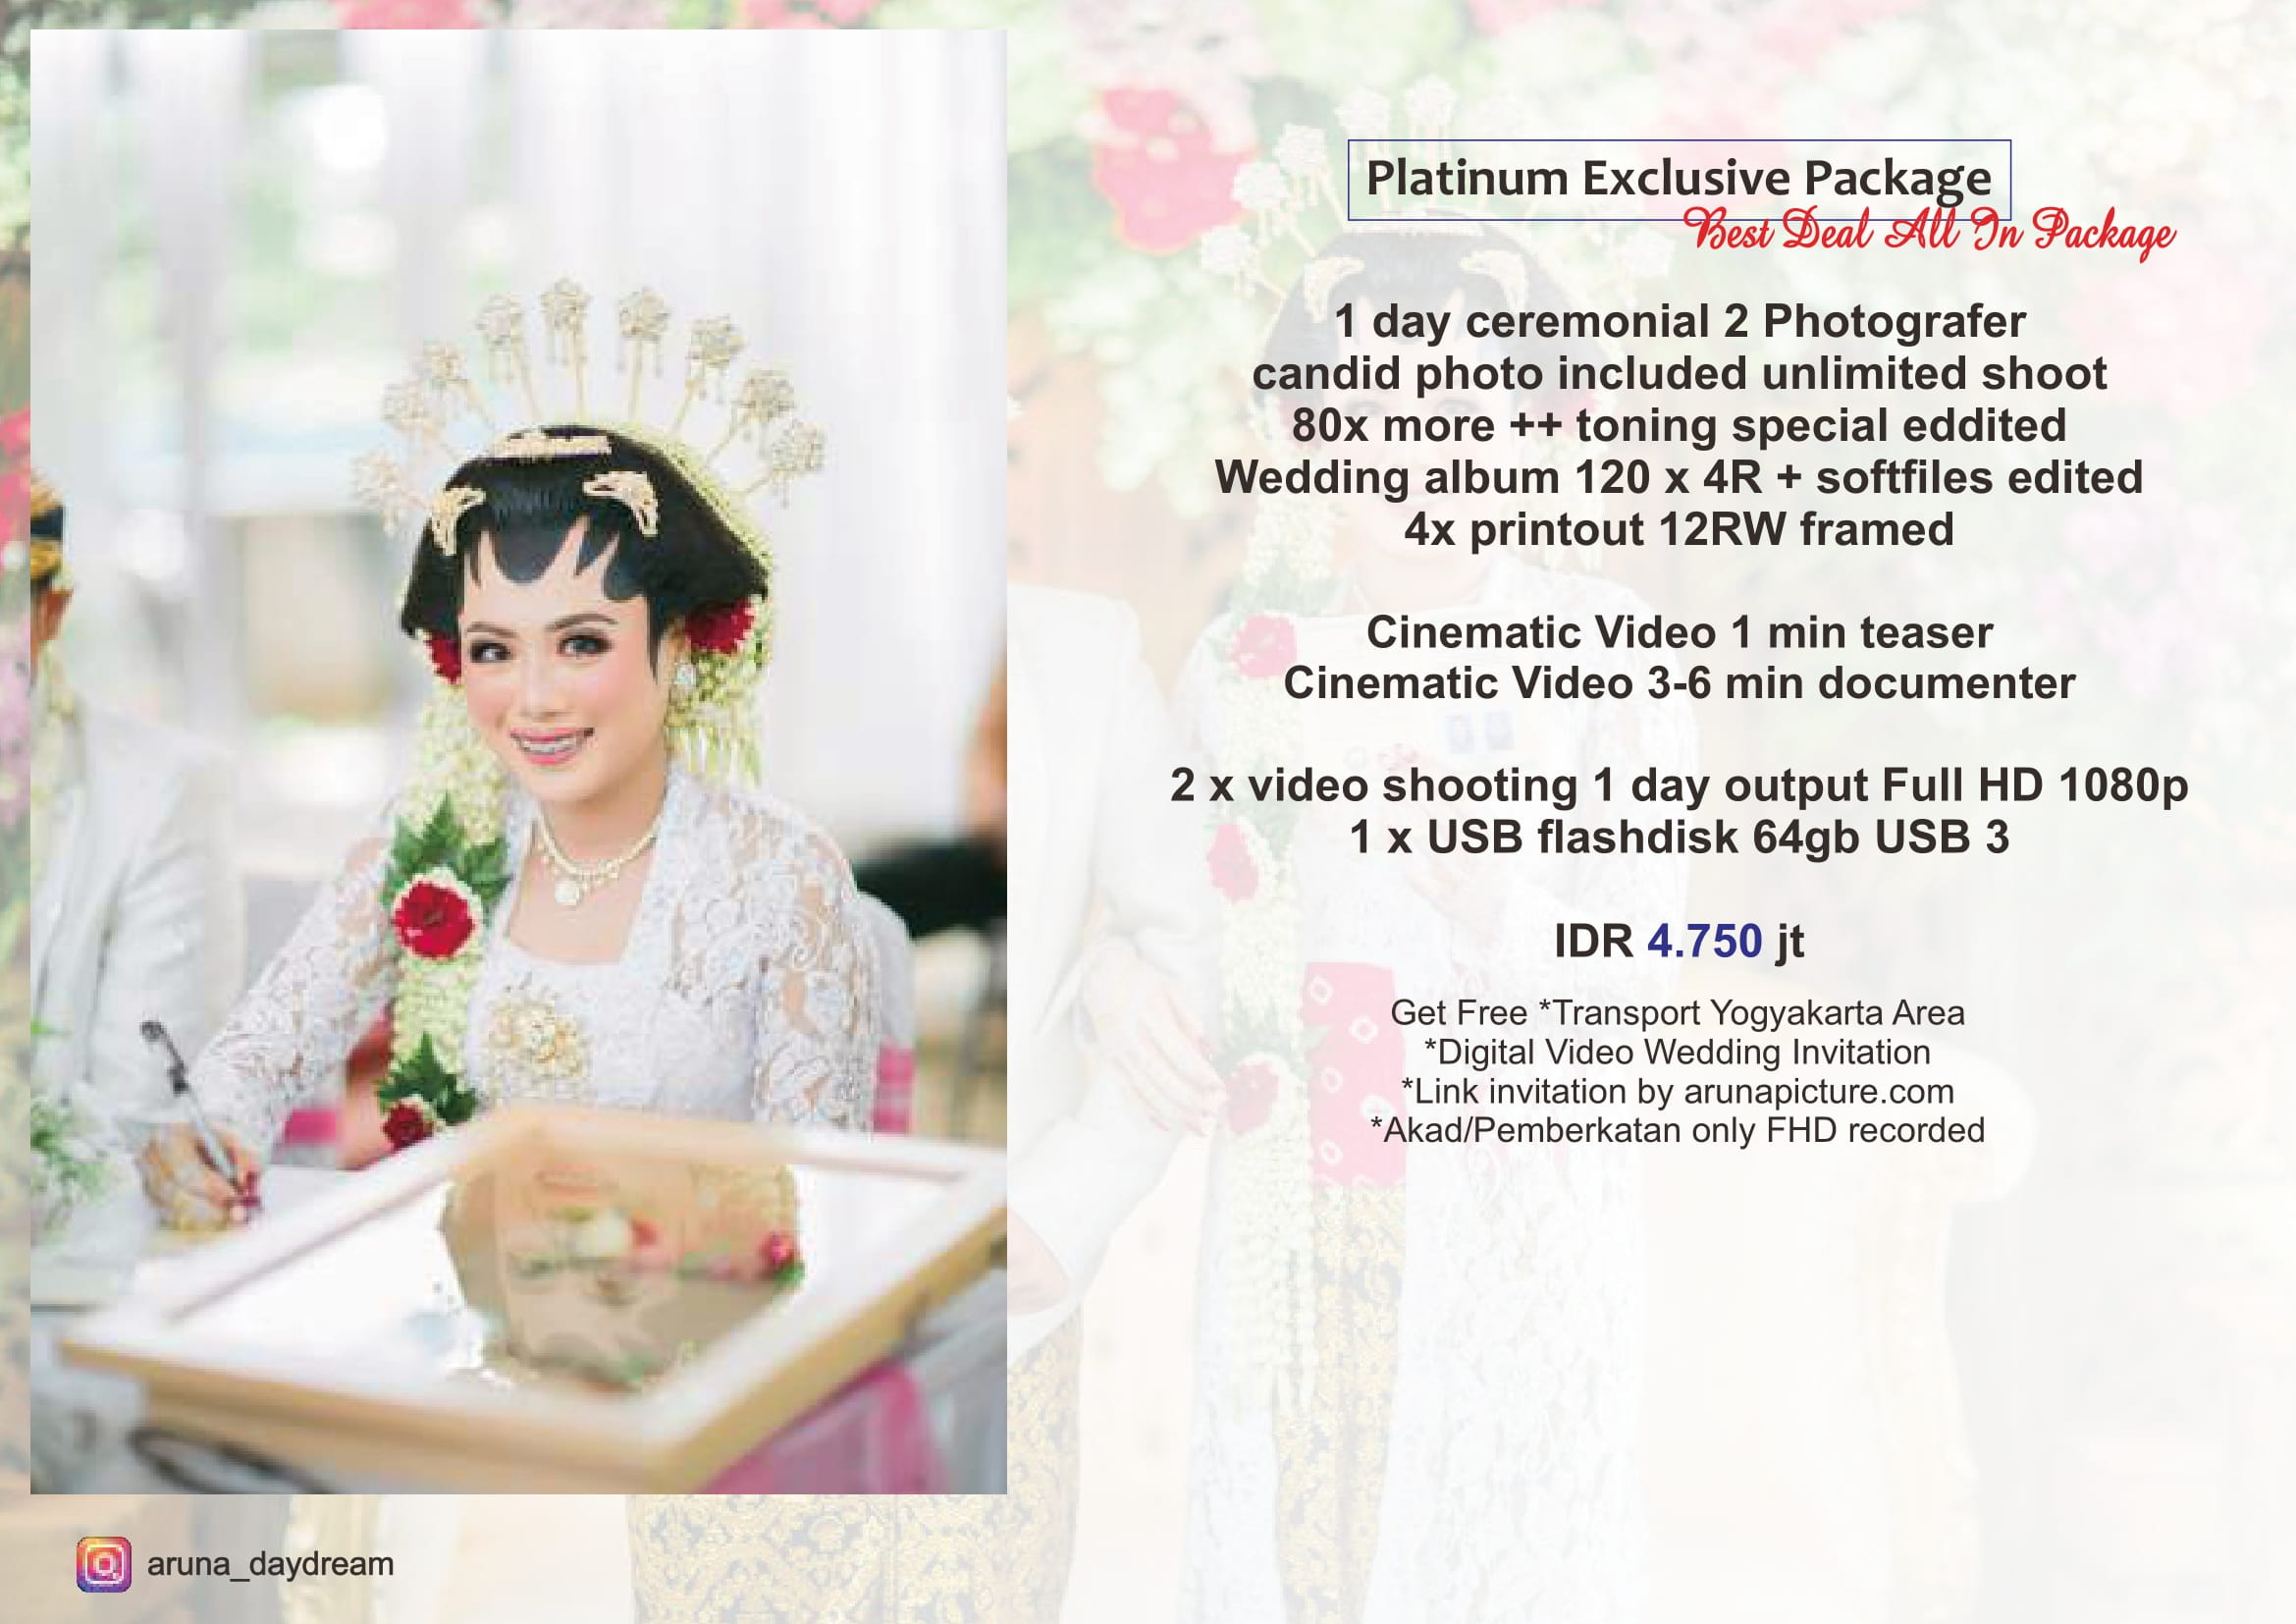 Platinum Exclusive Package
Best Deal All In Package
1 day ceremonial 2 Photografer
candid photo included unlimited shoot
80x more ++ toning special eddited
Wedding album 120 x 4R + softfiles edited
4x printout 12RW framed
Cinematic Video 1 min teaser
Cinematic Video 3-6 min documenter
2 x video shooting 1 day output Full HD 1080p
1 x USB flashdisk 64gb USB 3
IDR 4.750 jt
Get Free *Transport Yogyakarta Area
*Digital Video Wedding Invitation
*Link invitation by arunapicture.com
*Akad/Pemberkatan only FHD recorded
aruna_daydream